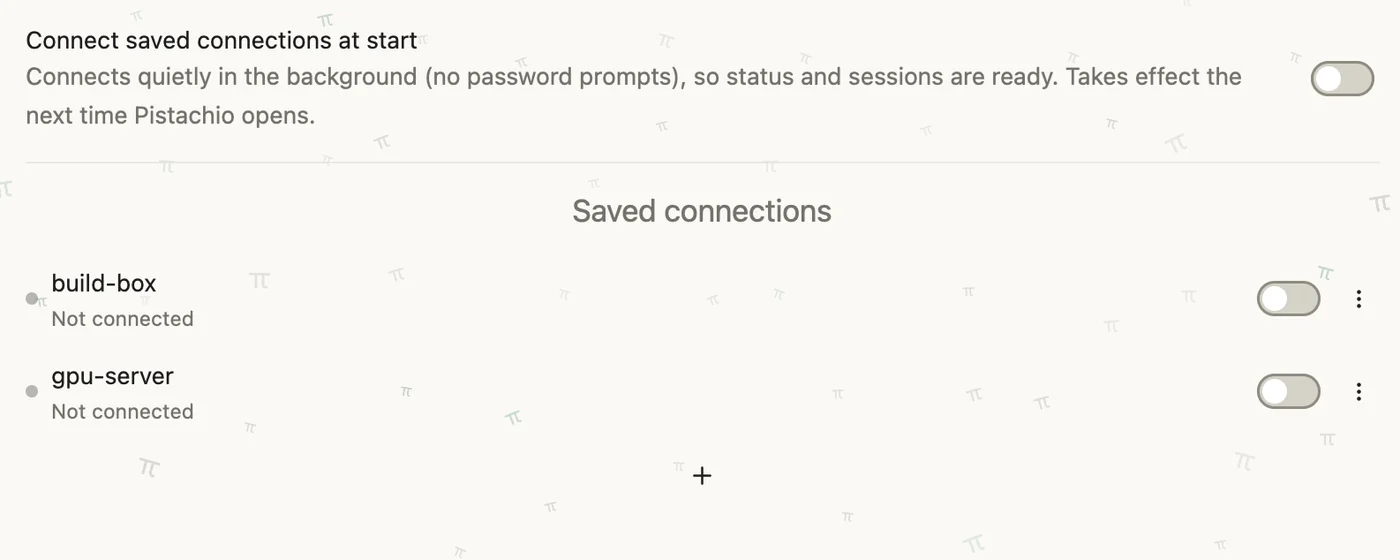 Connect saved connections at start
Connects quietly in the background (no password prompts), so status and sessions are ready. Takes effect the
next time Pistachio opens.
Saved connections
build-box
Not connected
gpu-server
Not connected
+